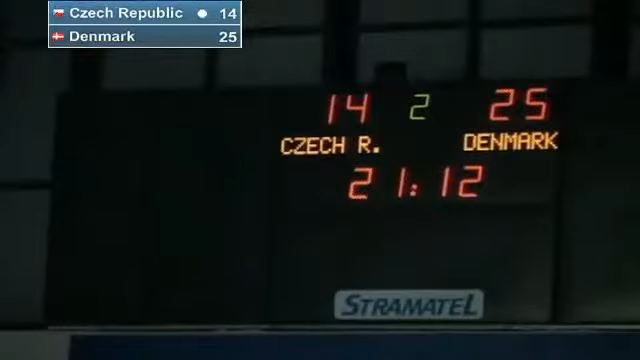 Czech Republic 14
Denmark 25
14 2 25
CZECH R. DENMARK
21:12
STRAMATEL